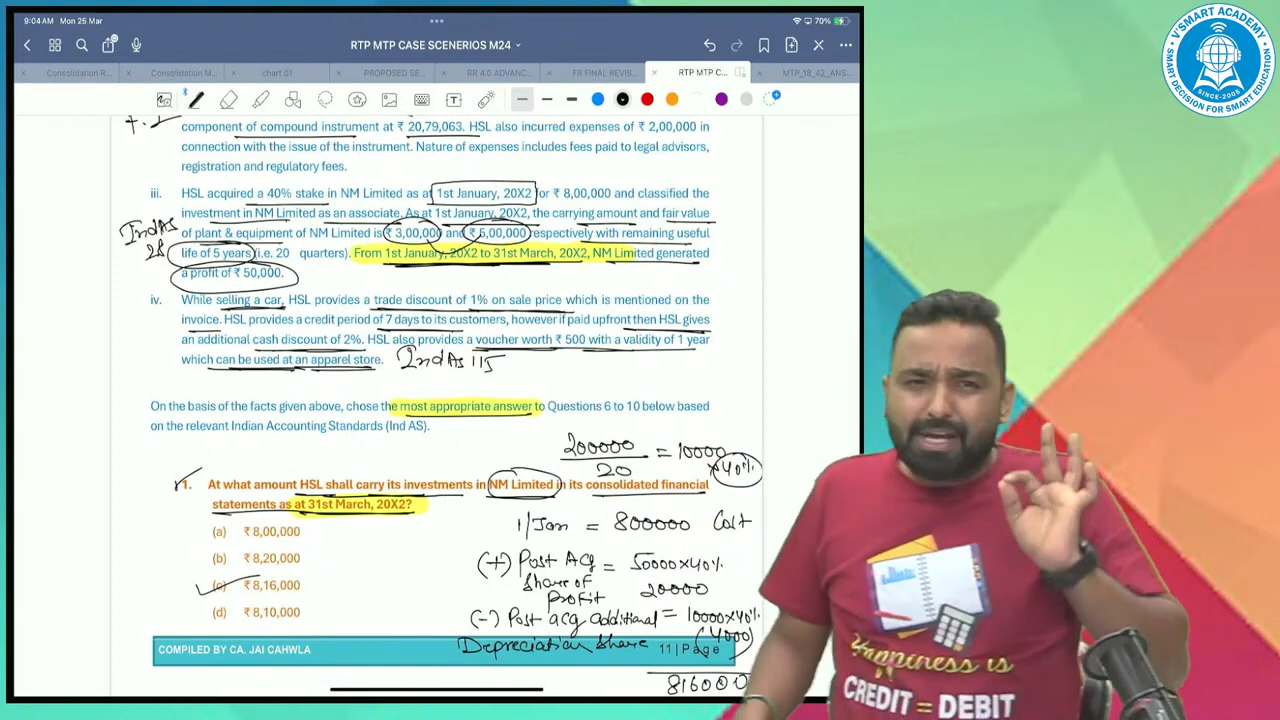 9:04 AM Mon 25 Mar
70%
RTP MTP CASE SCENERIOS M24
Consolidation R...
Consolidation M...
chart 01
PROPOSED SE...
RR 4.0 ADVANC...
FR FINAL REVIS...
RTP MTP C...
MTP_18_42_ANS...
component of compound instrument at ₹ 20,79,063. HSL also incurred expenses of ₹ 2,00,000 in
connection with the issue of the instrument. Nature of expenses includes fees paid to legal advisors,
registration and regulatory fees.
iii. HSL acquired a 40% stake in NM Limited as at 1st January, 20X2 for ₹ 8,00,000 and classified the
investment in NM Limited as an associate. As at 1st January, 20X2, the carrying amount and fair value
of plant & equipment of NM Limited is ₹ 3,00,000 and ₹ 5,00,000 respectively with remaining useful
life of 5 years (i.e. 20 quarters). From 1st January, 20X2 to 31st March, 20X2, NM Limited generated
a profit of ₹ 50,000.
Ind AS
28
iv. While selling a car, HSL provides a trade discount of 1% on sale price which is mentioned on the
invoice. HSL provides a credit period of 7 days to its customers, however if paid upfront then HSL gives
an additional cash discount of 2%. HSL also provides a voucher worth ₹ 500 with a validity of 1 year
which can be used at an apparel store. Ind As 115
On the basis of the facts given above, chose the most appropriate answer to Questions 6 to 10 below based
on the relevant Indian Accounting Standards (Ind AS).
200000 = 10000
20 x40%
1. At what amount HSL shall carry its investments in NM Limited in its consolidated financial
statements as at 31st March, 20X2?
(a) ₹ 8,00,000
(b) ₹ 8,20,000
(c) ₹ 8,16,000
(d) ₹ 8,10,000
1/Jan = 800000 Cost
(+) Post Acq = 50000x40%
Share of
Profit 20000
(-) Post acq additional = 10000x40%
Depreciation Share (4000)
816000
COMPILED BY CA. JAI CAHWLA
11 | Page
V'SMART ACADEMY
SMART DECISION FOR SMART EDUCATION
SINCE-2005
Happiness is
CREDIT = DEBIT